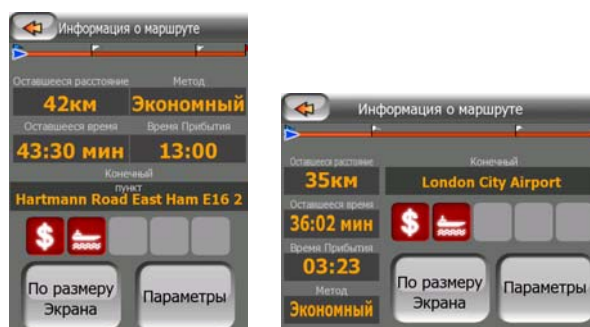 Информация о маршруте
Оставшееся расстояние Метод
42км Экономный
Оставшееся время Время Прибытия
43:30 мин 13:00
Конечный
пункт
Hartmann Road East Ham E16 2
$
По размеру
Экрана
Параметры
Информация о маршруте
Оставшееся расстояние Конечный
35км London City Airport
Оставшееся время
36:02 мин
$
Время Прибытия
03:23
Метод
Экономный
По размеру
Экрана
Параметры